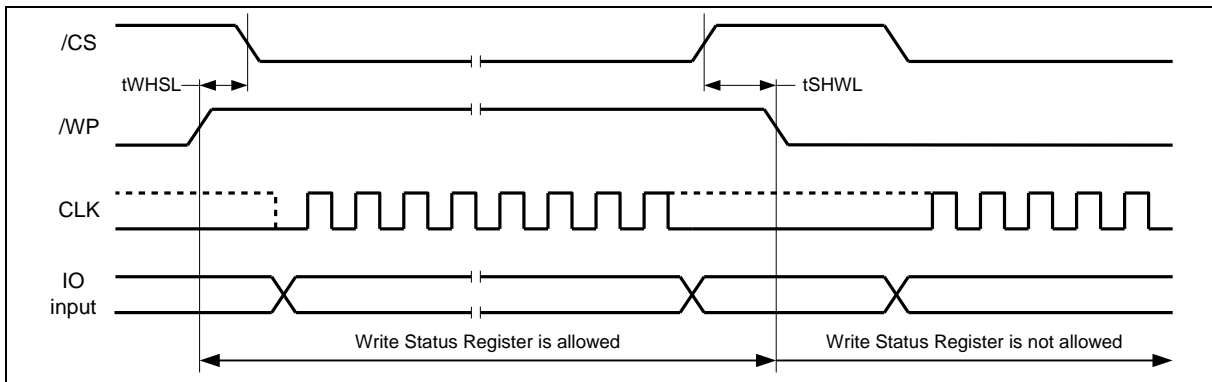 /CS
tWHSL
tSHWL
/WP
CLK
IO
input
Write Status Register is allowed
Write Status Register is not allowed